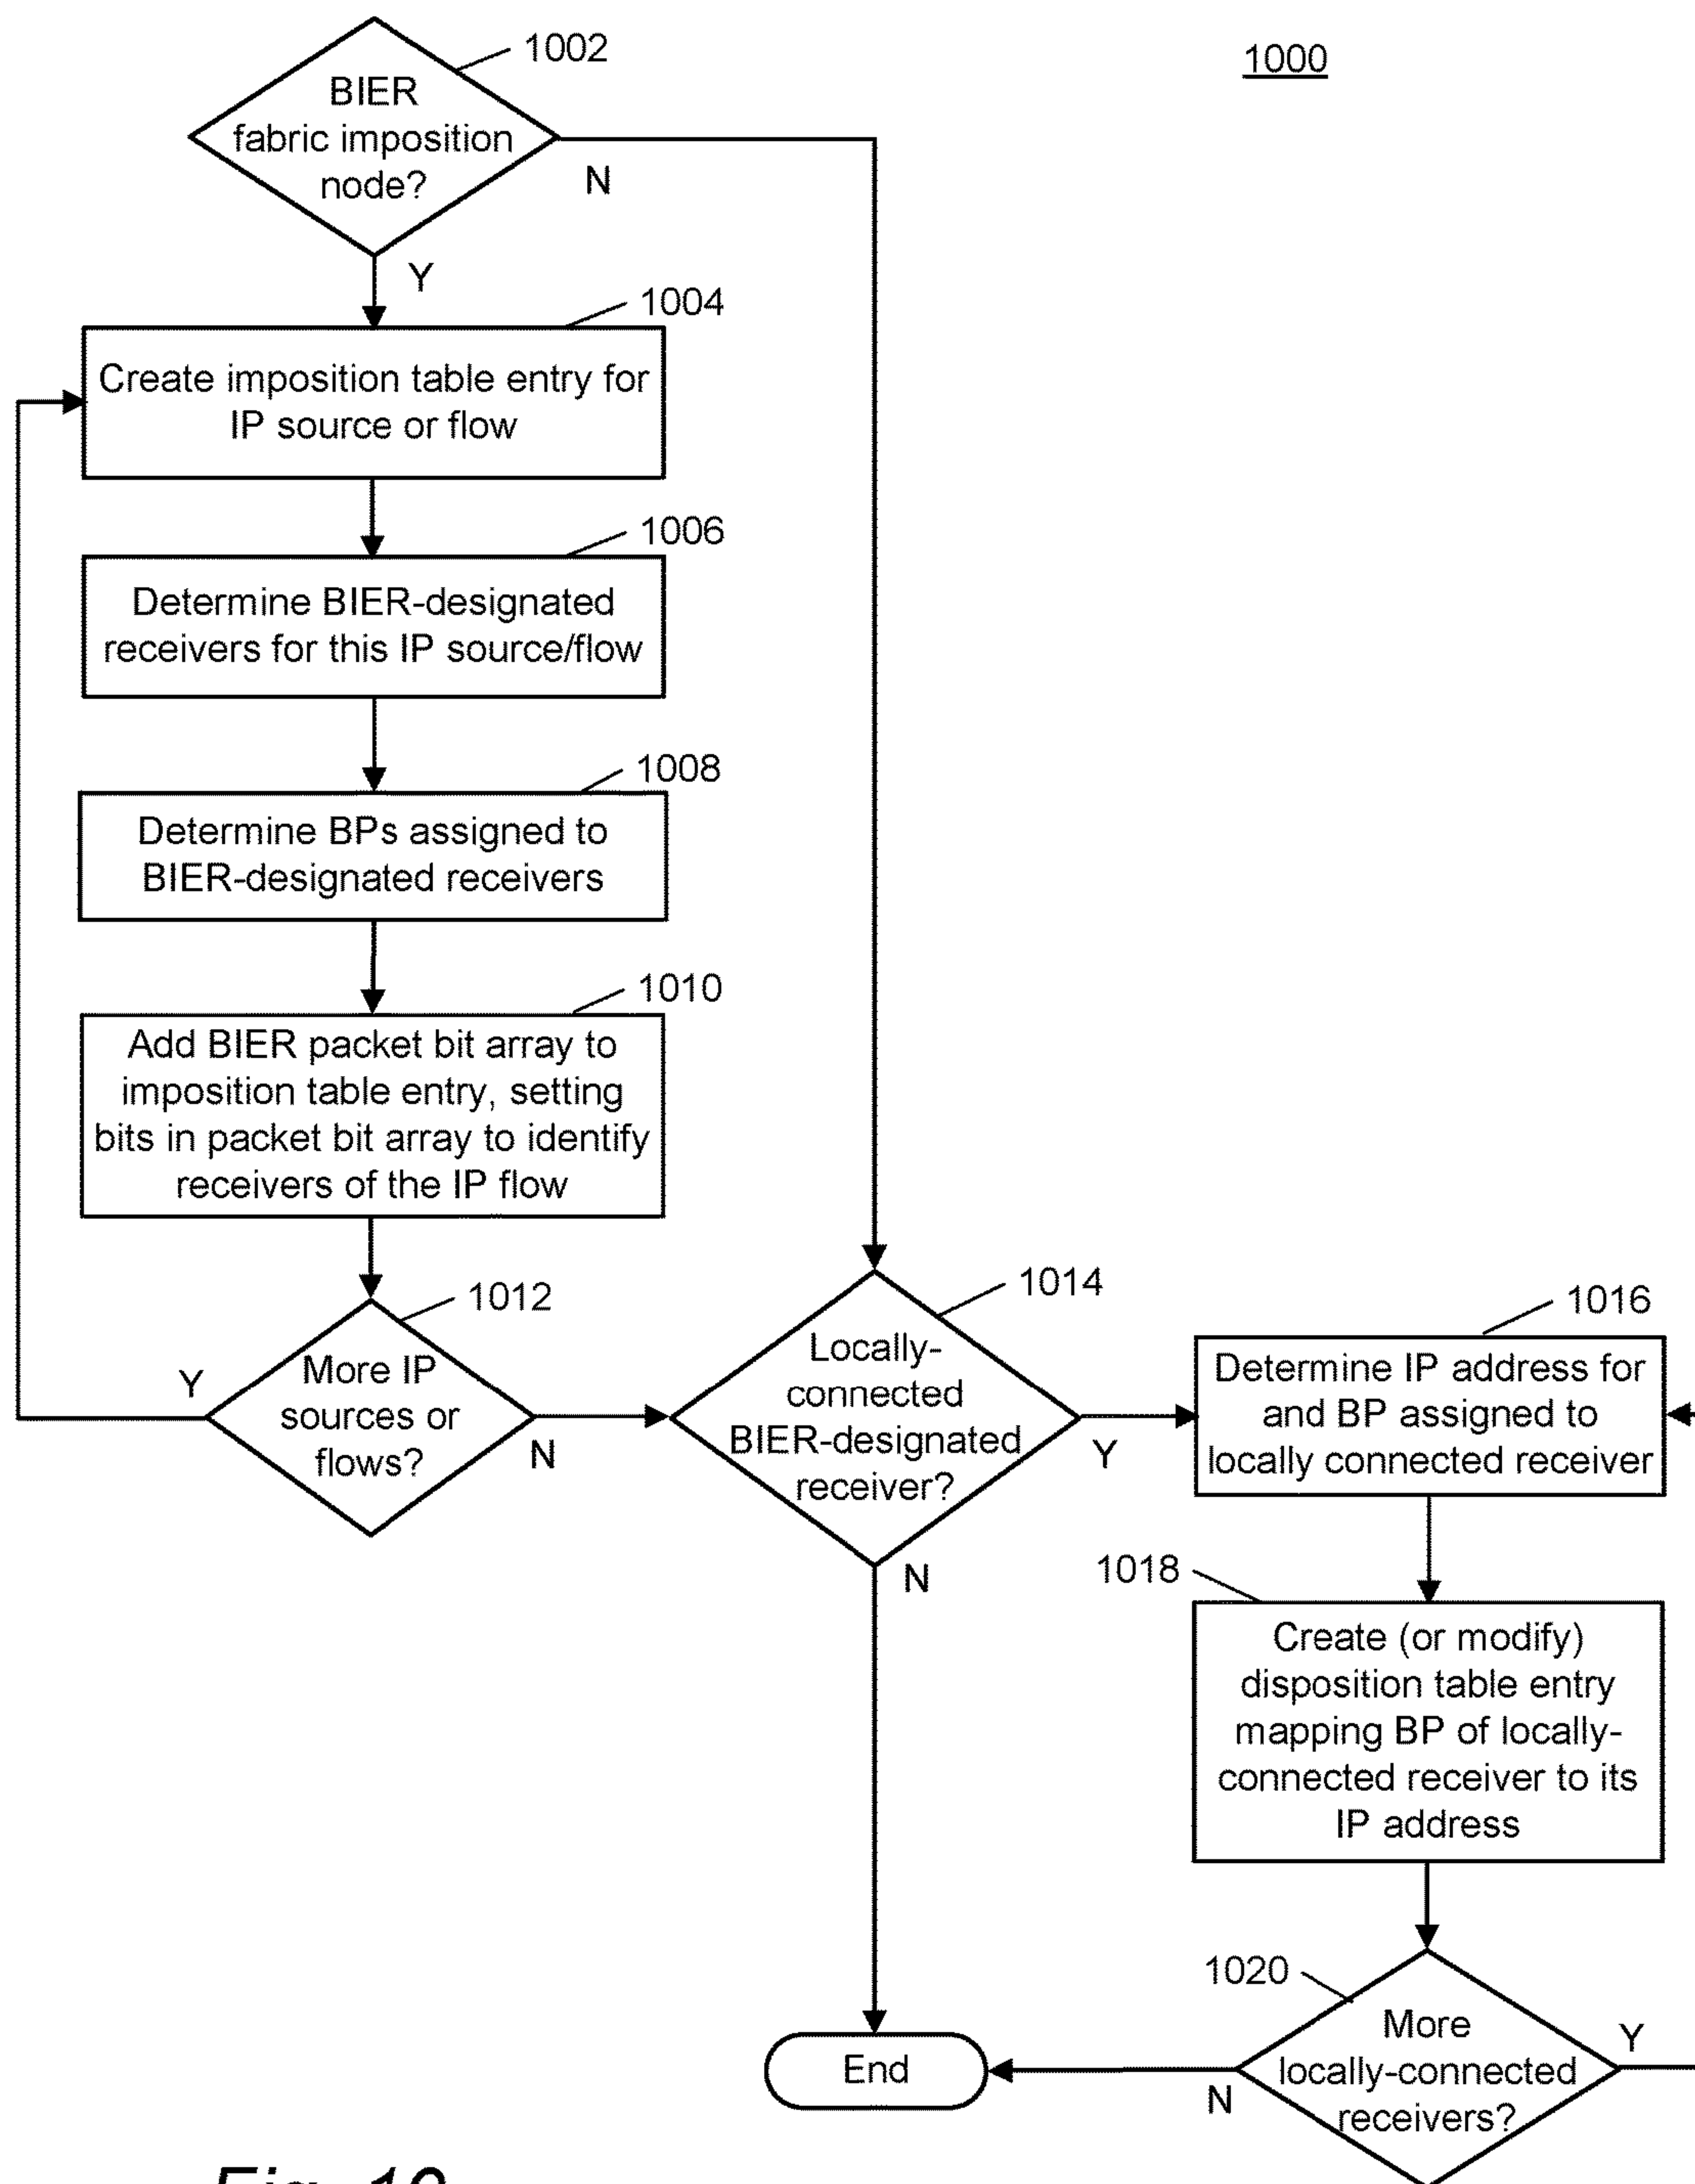 1002
1000
BIER
fabric imposition
node?
N
Y
1004
Create imposition table entry for
IP source or flow
1006
Determine BIER-designated
receivers for this IP source/flow
1008
Determine BPs assigned to
BIER-designated receivers
1010
Add BIER packet bit array to
imposition table entry, setting
bits in packet bit array to identify
receivers of the IP flow
1012
More IP
sources or
flows?
Y
N
1014
Locally-
connected
BIER-designated
receiver?
Y
N
1016
Determine IP address for
and BP assigned to
locally connected receiver
1018
Create (or modify)
disposition table entry
mapping BP of locally-
connected receiver to its
IP address
1020
More
locally-connected
receivers?
Y
N
End
Fig. 10